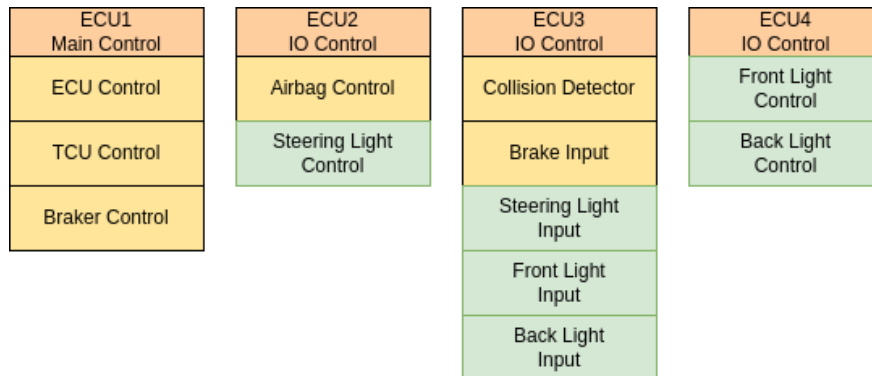 ECU1
Main Control
ECU Control
TCU Control
Braker Control
ECU2
IO Control
Airbag Control
Steering Light
Control
ECU3
IO Control
Collision Detector
Brake Input
Steering Light
Input
Front Light
Input
Back Light
Input
ECU4
IO Control
Front Light
Control
Back Light
Control